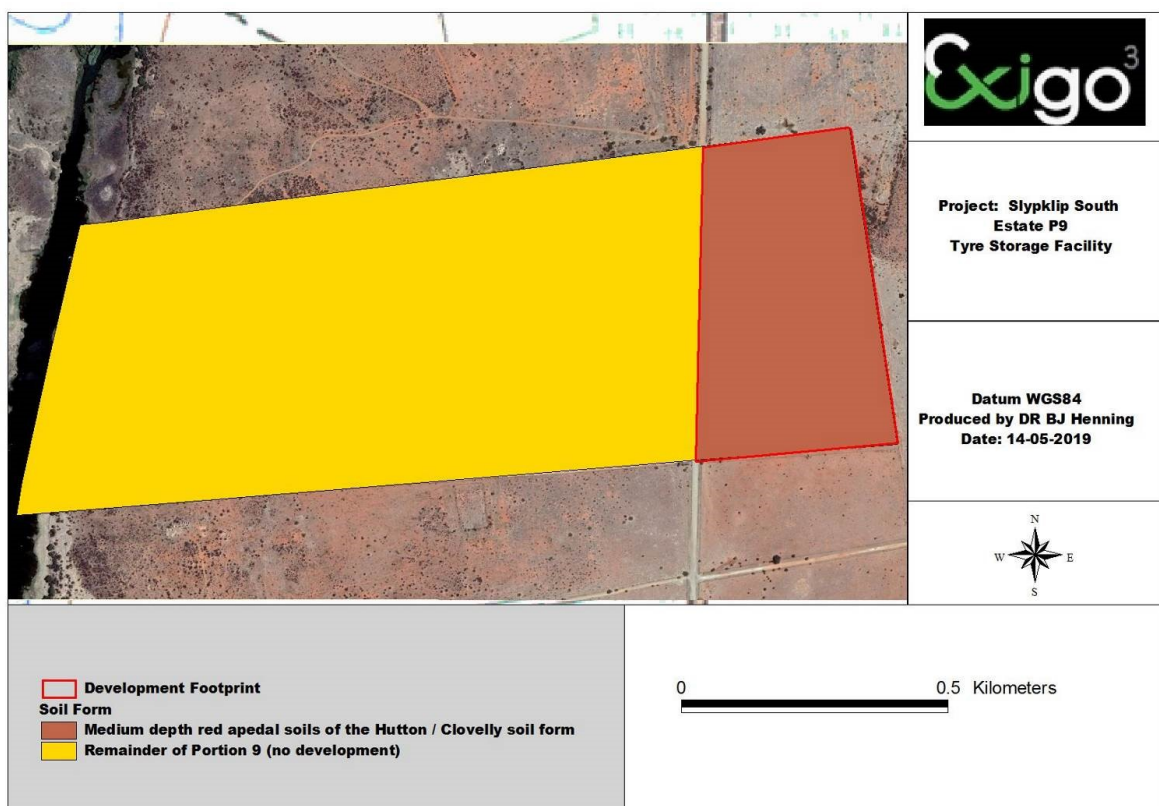 Exigo 3
Project: Slypklip South
Estate P9
Tyre Storage Facility
Datum WGS84
Produced by DR BJ Henning
Date: 14-05-2019
N
W E
S
Development Footprint
Soil Form
Medium depth red apedal soils of the Hutton / Clovelly soil form
Remainder of Portion 9 (no development)
0 0.5 Kilometers